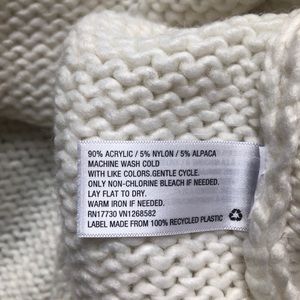 90% ACRYLIC / 5% NYLON / 5% ALPACA
MACHINE WASH COLD
WITH LIKE COLORS.GENTLE CYCLE.
ONLY NON-CHLORINE BLEACH IF NEEDED.
LAY FLAT TO DRY.
WARM IRON IF NEEDED.
RN17730 VN1268582
LABEL MADE FROM 100% RECYCLED PLASTIC